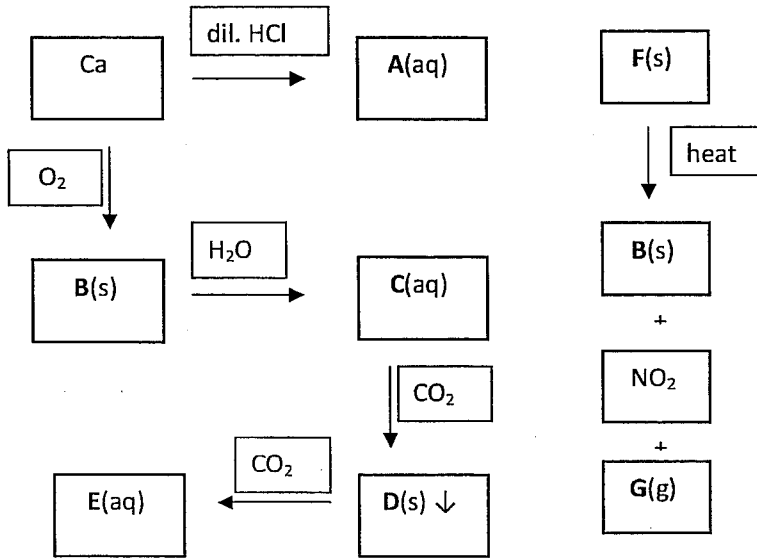 dil. HCl
Ca
A(aq)
F(s)
O₂
heat
H₂O
B(s)
C(aq)
B(s)
+
CO₂
NO₂
+
CO₂
E(aq)
D(s) ↓
G(g)